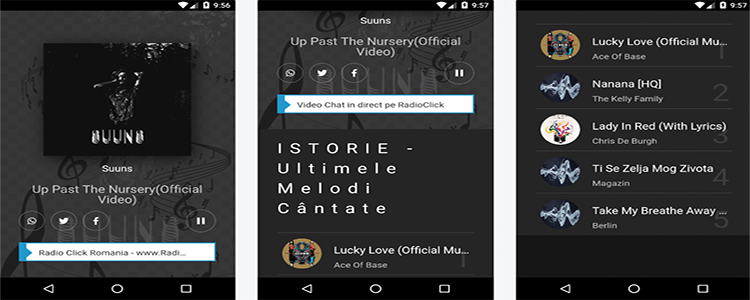 9:56
SUUNS
Suuns
Up Past The Nursery(Official
Video)
Radio Click Romania - www.Radi...
9:57
Suuns
Up Past The Nursery(Official
Video)
Video Chat in direct pe RadioClick
ISTORIE -
Ultimele
Melodi
Cântate
Lucky Love (Official Mu...
Ace Of Base
1
9:57
Lucky Love (Official Mu...
Ace Of Base
1
Nanana [HQ]
The Kelly Family
2
Lady In Red (With Lyrics)
Chris De Burgh
3
Ti Se Zelja Mog Zivota
Magazin
4
Take My Breathe Away ...
Berlin
5